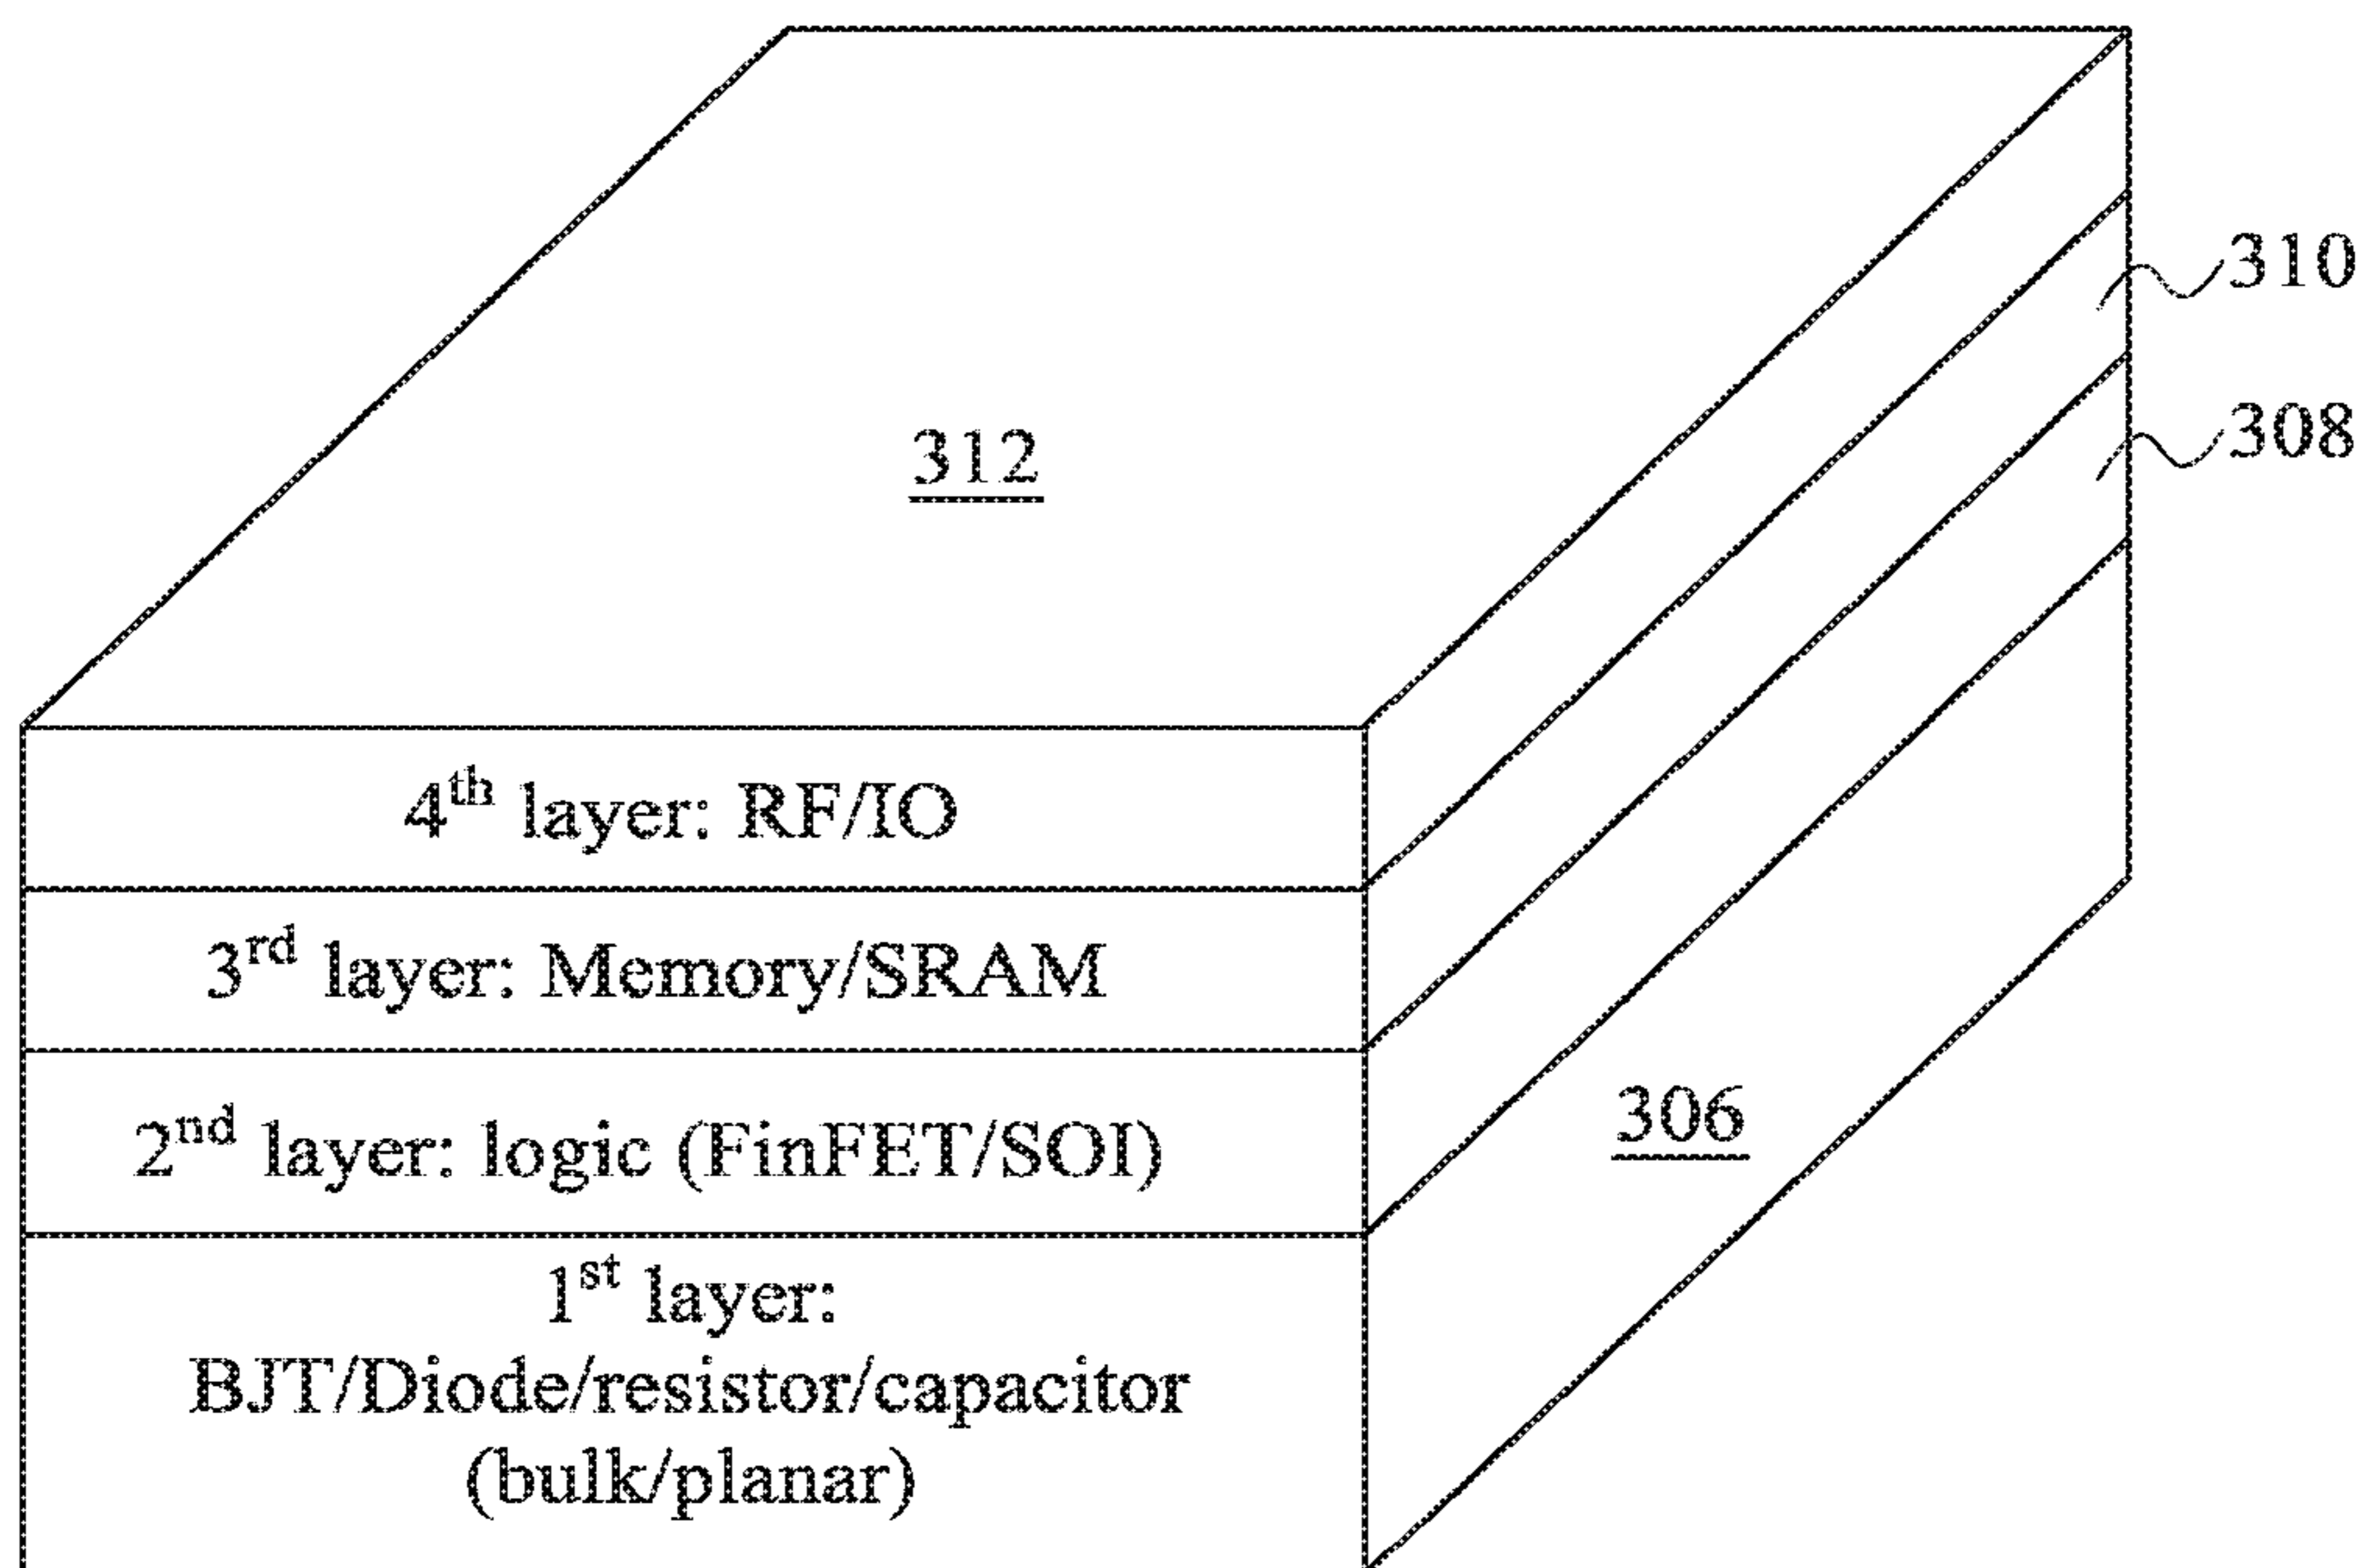 310
308
312
4th layer: RF/IO
3rd layer: Memory/SRAM
2nd layer: logic (FinFET/SOI)
306
1st layer:
BJT/Diode/resistor/capacitor
(bulk/planar)